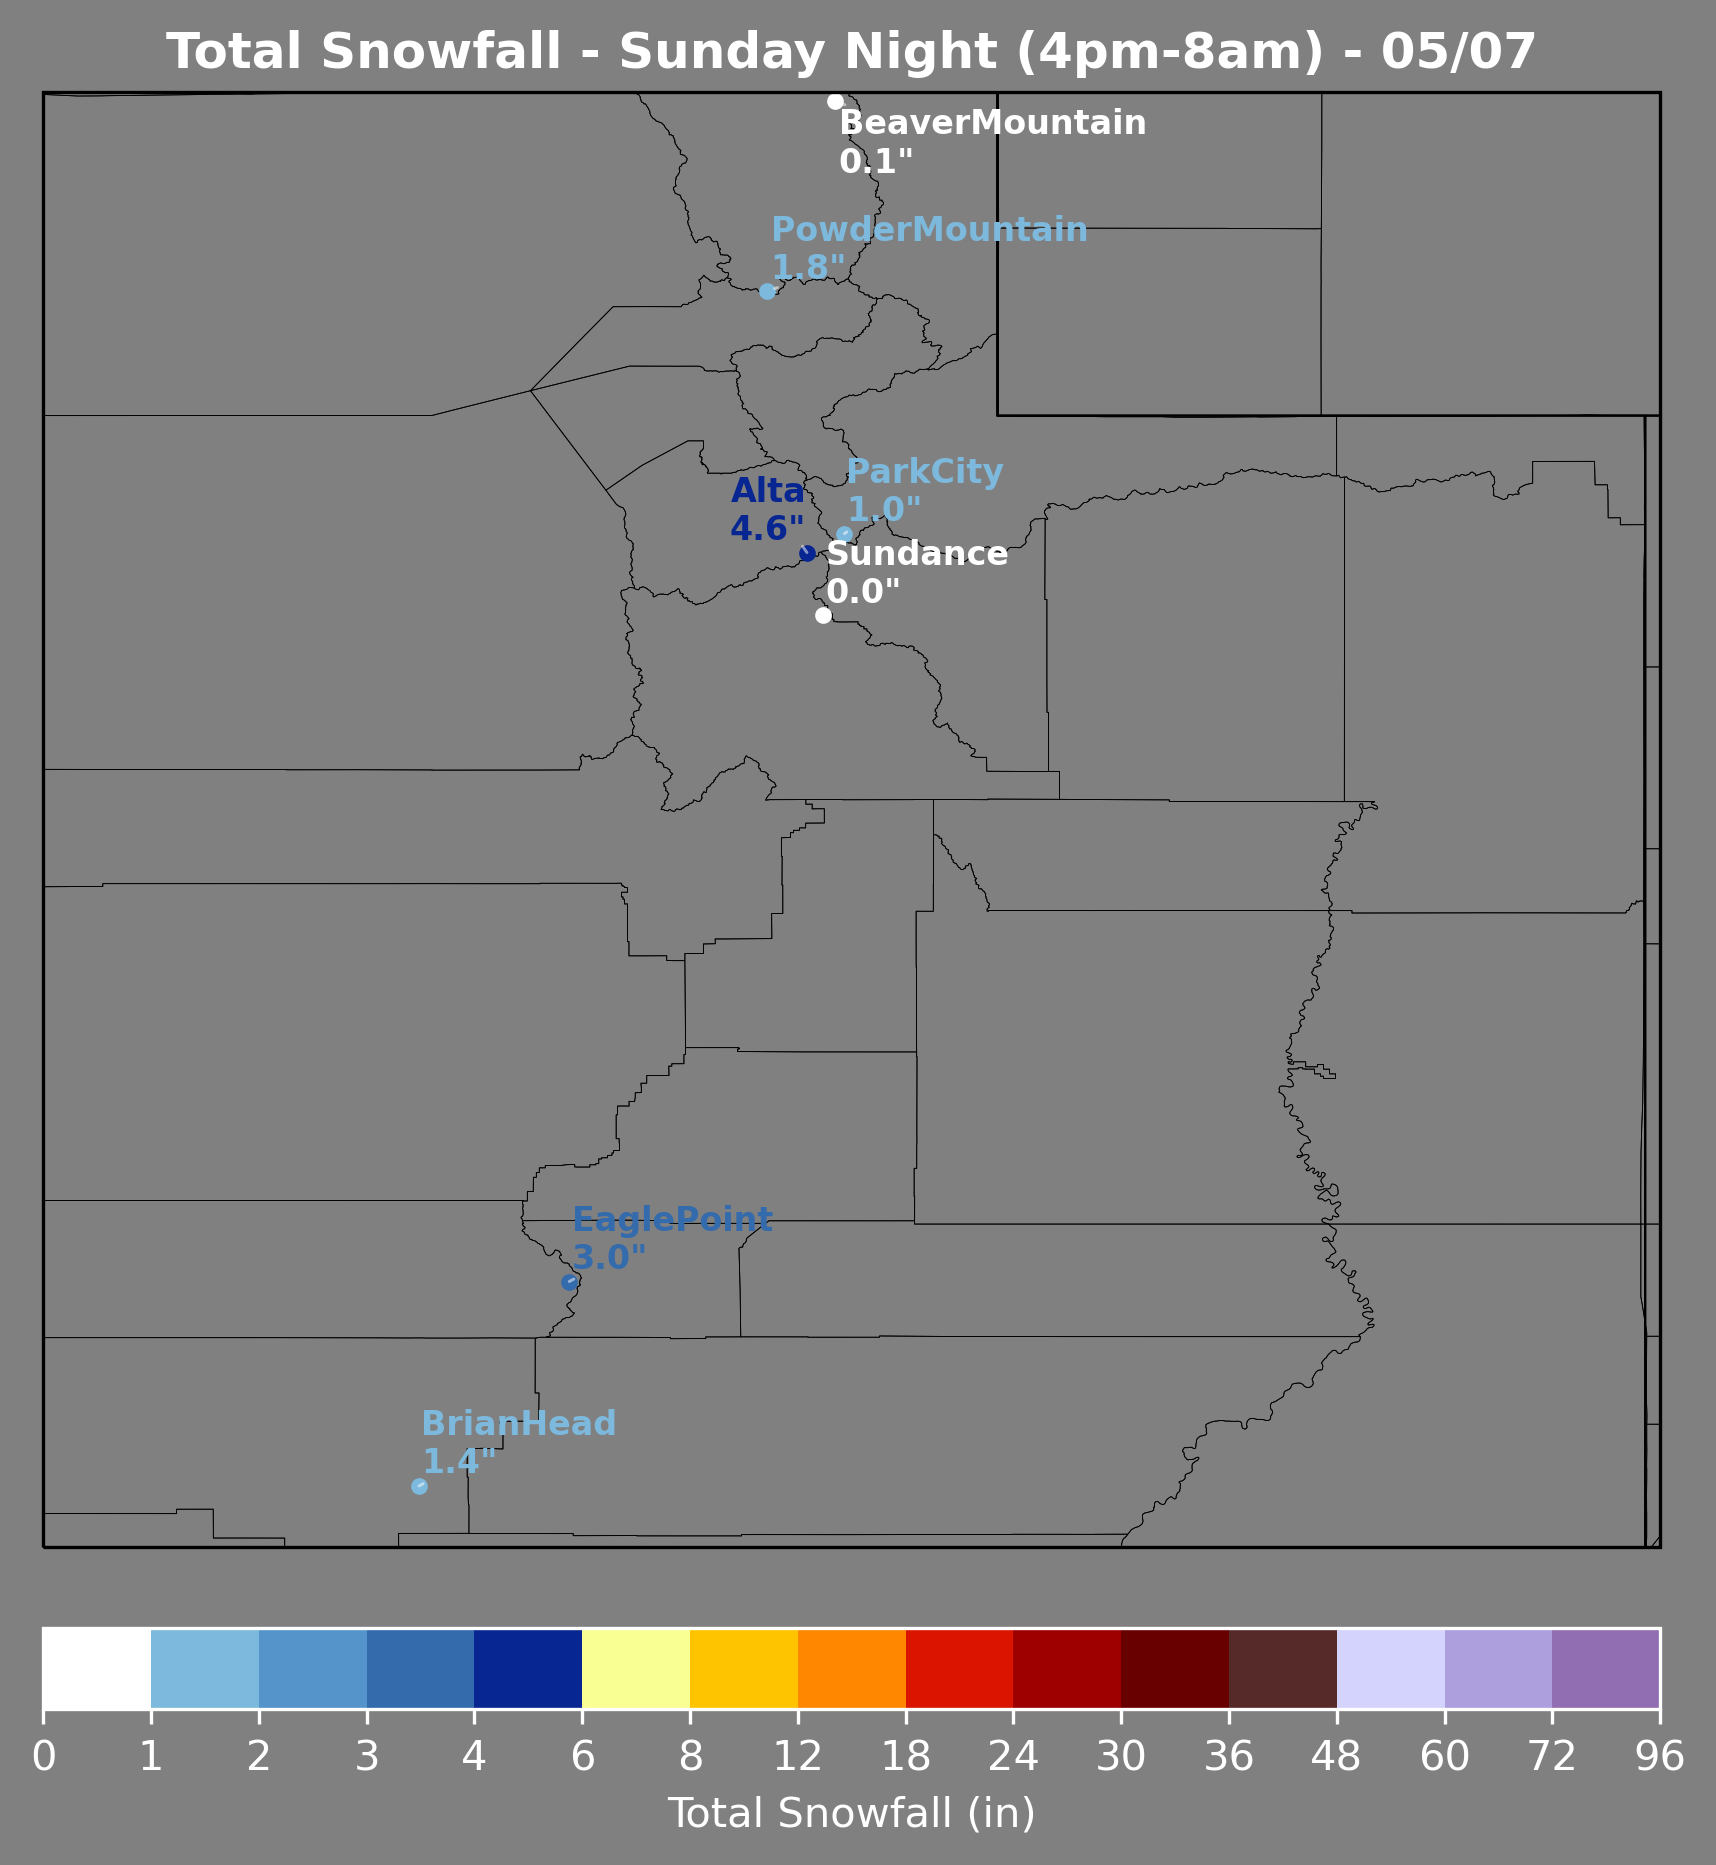 Total Snowfall - Sunday Night (4pm-8am) - 05/07
BeaverMountain
0.1"
PowderMountain
1.8"
ParkCity
1.0"
Alta
4.6"
Sundance
0.0"
EaglePoint
3.0"
BrianHead
1.4"
0 1 2 3 4 6 8 12 18 24 30 36 48 60 72 96
Total Snowfall (in)